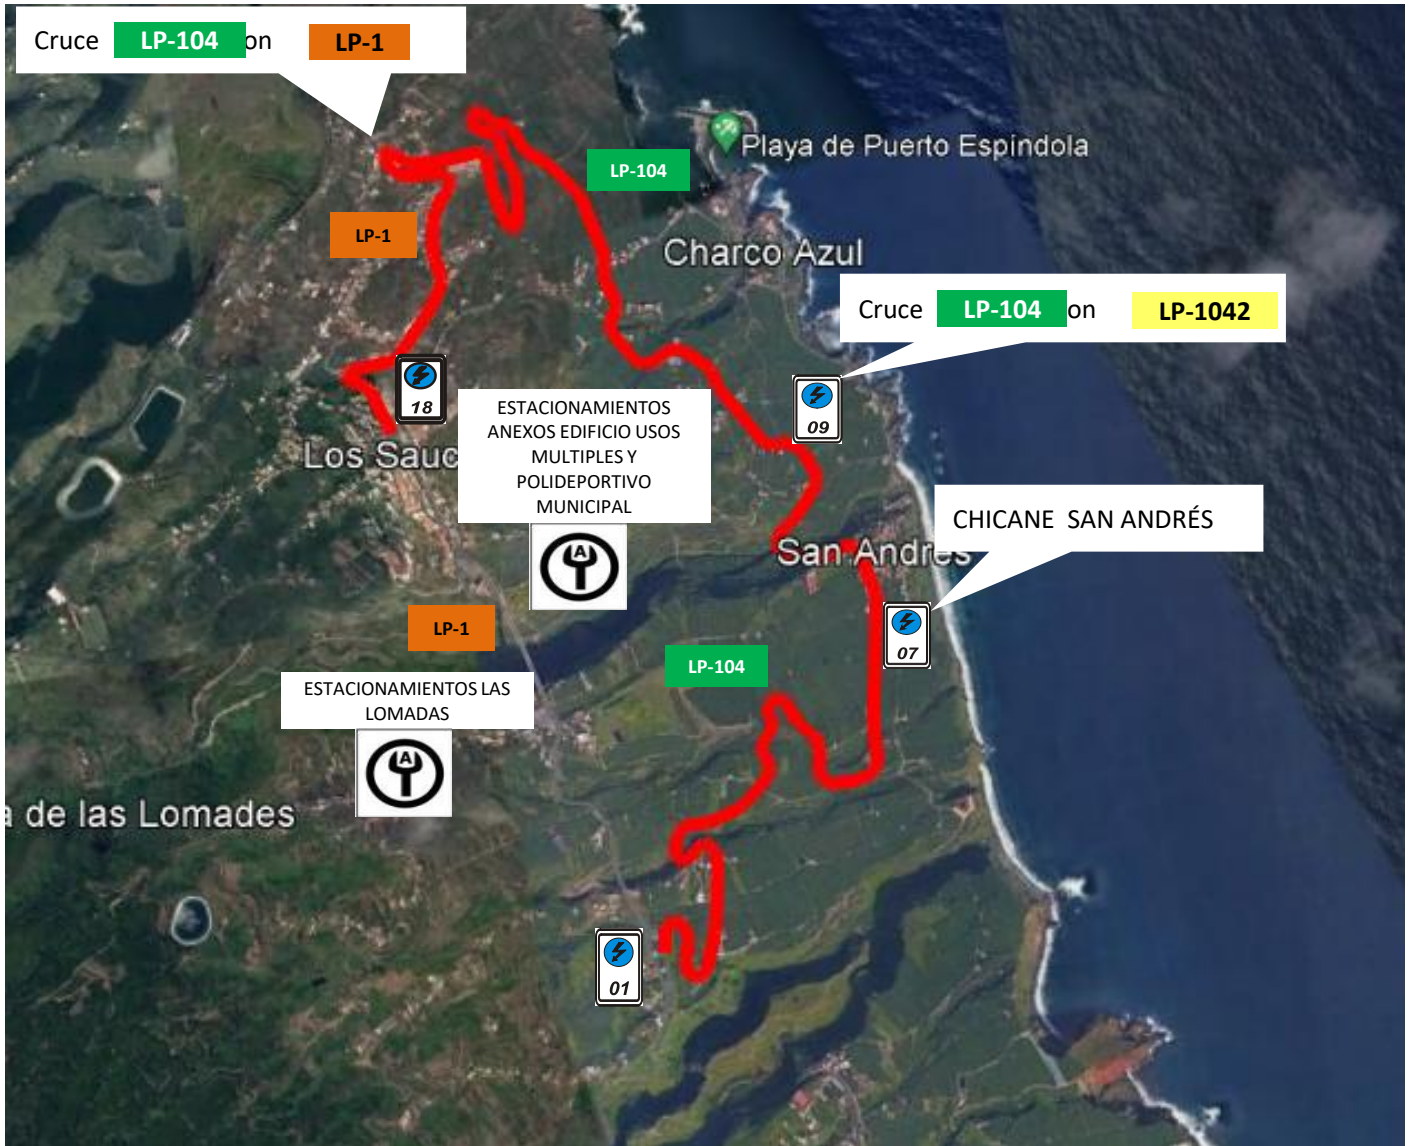 Cruce LP-104 on LP-1
Playa de Puerto Espíndola
LP-104
LP-1
Charco Azul
Cruce LP-104 on LP-1042
18
09
ESTACIONAMIENTOS
ANEXOS EDIFICIO USOS
MULTIPLES Y
POLIDEPORTIVO
MUNICIPAL
Los Sauc
CHICANE SAN ANDRÉS
A
San Andrés
07
LP-1
LP-104
ESTACIONAMIENTOS LAS
LOMADAS
A
a de las Lomades
01